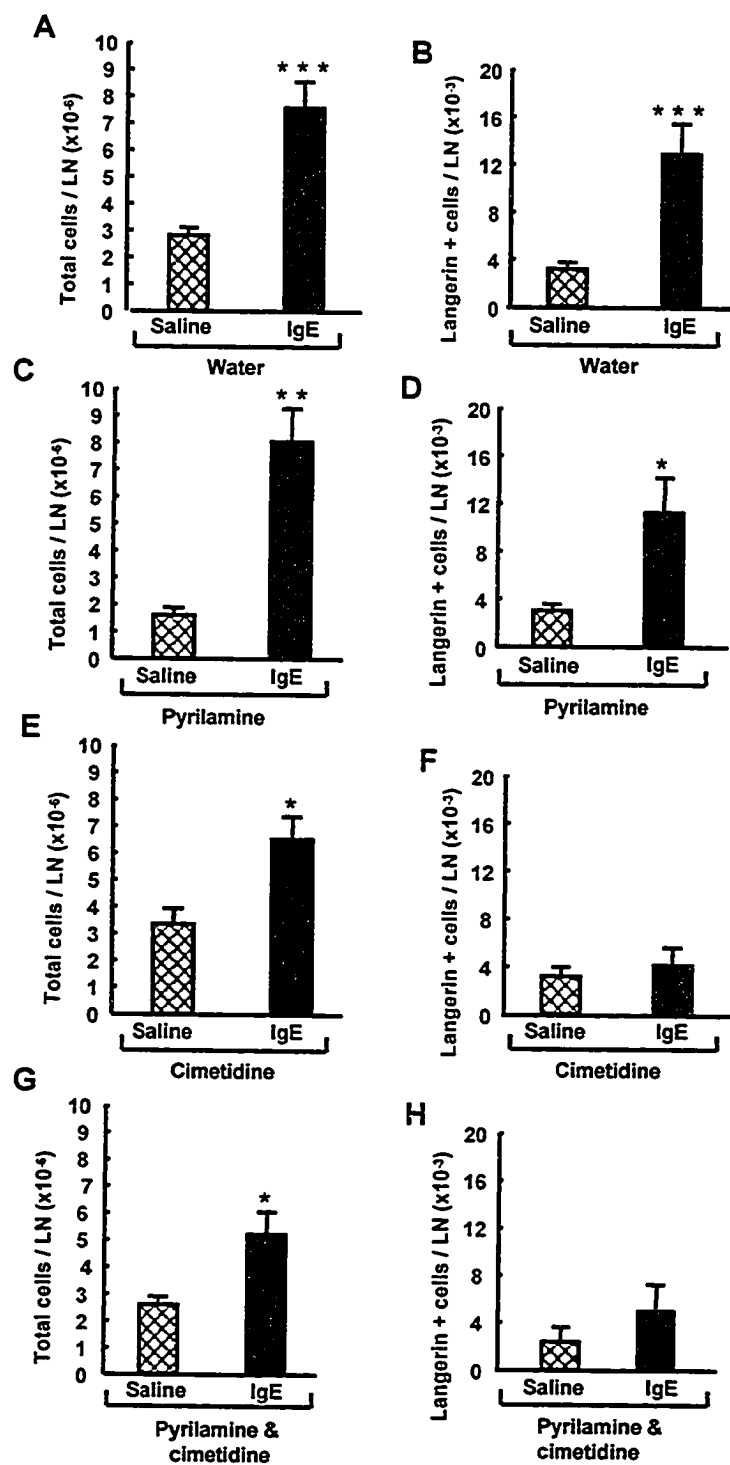 A
Total cells / LN (x10⁻⁶)
10
9
8
7
6
5
4
3
2
1
0
***
Saline
IgE
Water
B
Langerin + cells / LN (x10⁻³)
20
16
12
8
4
0
***
Saline
IgE
Water
C
Total cells / LN (x10⁻⁶)
10
9
8
7
6
5
4
3
2
1
0
**
Saline
IgE
Pyrilamine
D
Langerin + cells / LN (x10⁻³)
20
16
12
8
4
0
*
Saline
IgE
Pyrilamine
E
Total cells / LN (x10⁻⁶)
10
9
8
7
6
5
4
3
2
1
0
*
Saline
IgE
Cimetidine
F
Langerin + cells / LN (x10⁻³)
20
16
12
8
4
0
Saline
IgE
Cimetidine
G
Total cells / LN (x10⁻⁶)
10
9
8
7
6
5
4
3
2
1
0
*
Saline
IgE
Pyrilamine &
cimetidine
H
Langerin + cells / LN (x10⁻³)
20
16
12
8
4
0
Saline
IgE
Pyrilamine &
cimetidine